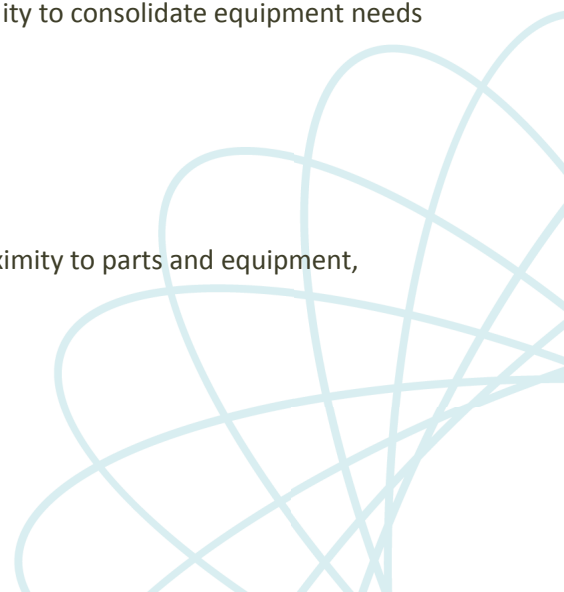 ity to consolidate equipment needs
ximity to parts and equipment,